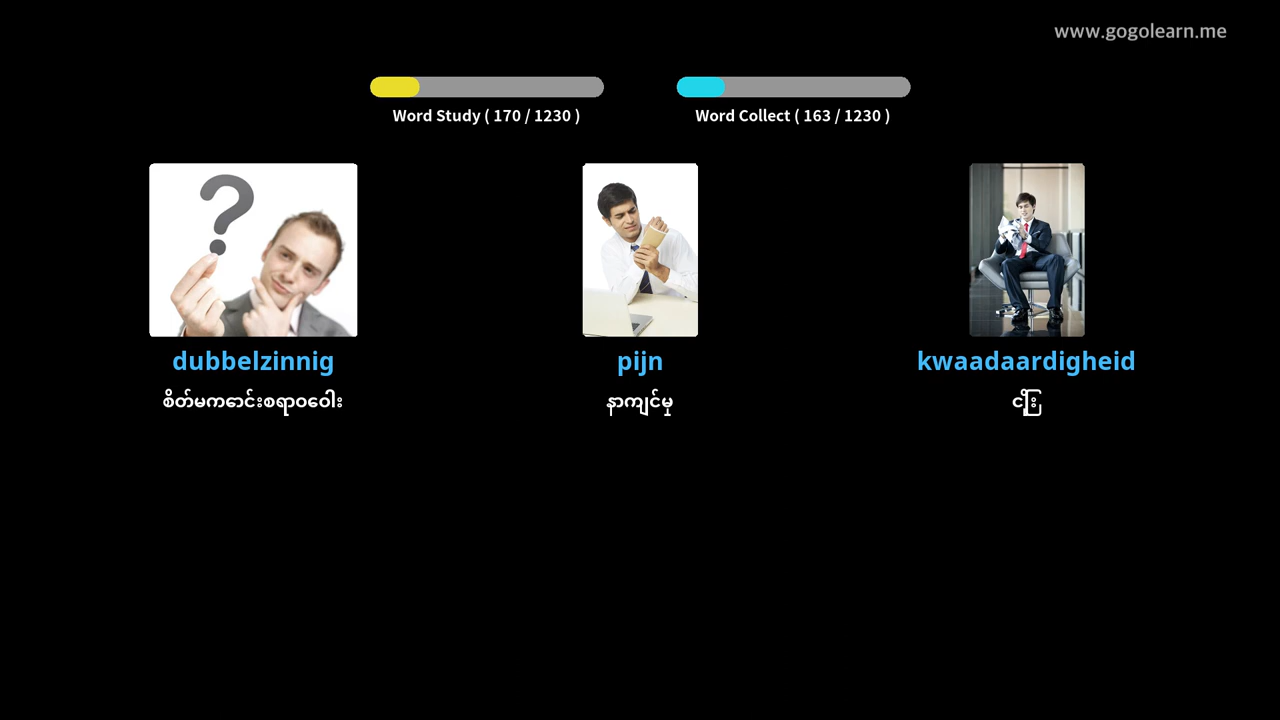 www.gogolearn.me
Word Study ( 170 / 1230 )
Word Collect ( 163 / 1230 )
dubbelzinnig
pijn
kwaadaardigheid
စိတ်မကောင်းစရာဝေဝါး
နာကျင်မှု
ငြိုး